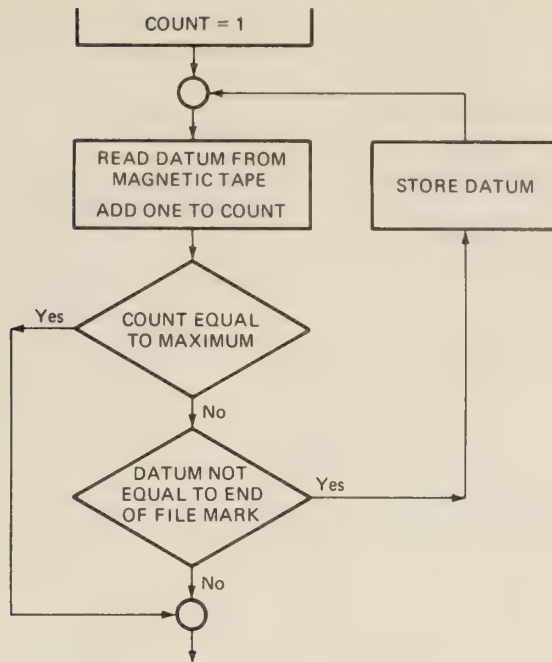 COUNT = 1
READ DATUM FROM
MAGNETIC TAPE
ADD ONE TO COUNT
STORE DATUM
Yes
COUNT EQUAL
TO MAXIMUM
No
DATUM NOT
EQUAL TO END
OF FILE MARK
Yes
No